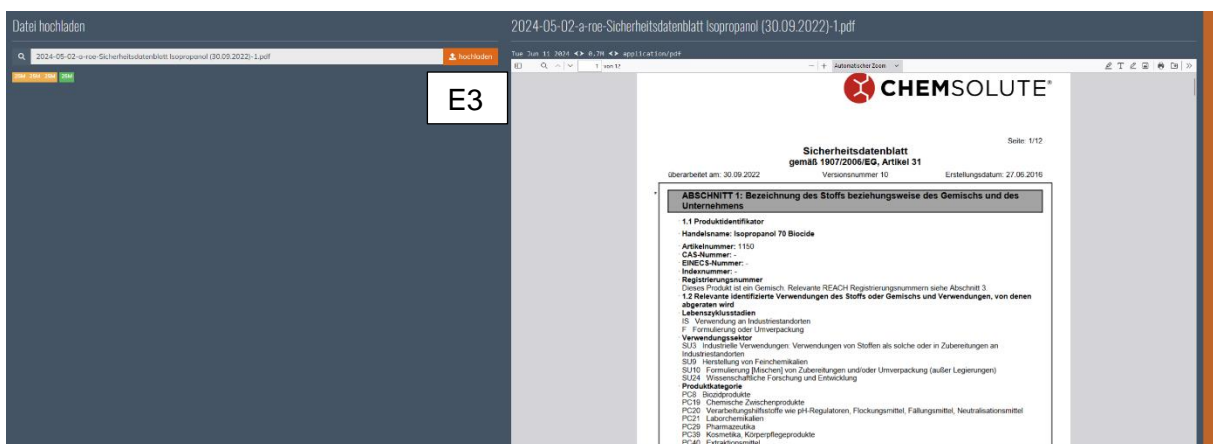 Datei hochladen
2024-05-02-a-roe-Sicherheitsdatenblatt Isopropanol (30.09.2022)-1.pdf
hochladen
E3
2024-05-02-a-roe-Sicherheitsdatenblatt Isopropanol (30.09.2022)-1.pdf
Tue Jun 11 2024 <> 0.7M <> application/pdf
1 von 12
Automatischer Zoom
CHEMSOLUTE®
Seite: 1/12
Sicherheitsdatenblatt
gemäß 1907/2006/EG, Artikel 31
überarbeitet am: 30.09.2022 Versionsnummer 10 Erstellungsdatum: 27.06.2016
* ABSCHNITT 1: Bezeichnung des Stoffs beziehungsweise des Gemischs und des
Unternehmens
· 1.1 Produktidentifikator
· Handelsname: Isopropanol 70 Biocide
· Artikelnummer: 1150
· CAS-Nummer: -
· EINECS-Nummer: -
· Indexnummer: -
· Registrierungsnummer
Dieses Produkt ist ein Gemisch. Relevante REACH Registrierungsnummern siehe Abschnitt 3.
· 1.2 Relevante identifizierte Verwendungen des Stoffs oder Gemischs und Verwendungen, von denen
abgeraten wird
· Lebenszyklusstadien
IS Verwendung an Industriestandorten
F Formulierung oder Umverpackung
· Verwendungssektor
SU3 Industrielle Verwendungen: Verwendungen von Stoffen als solche oder in Zubereitungen an
Industriestandorten
SU9 Herstellung von Feinchemikalien
SU10 Formulierung [Mischen] von Zubereitungen und/oder Umverpackung (außer Legierungen)
SU24 Wissenschaftliche Forschung und Entwicklung
· Produktkategorie
PC8 Biozidprodukte
PC19 Chemische Zwischenprodukte
PC20 Verarbeitungshilfsstoffe wie pH-Regulatoren, Flockungsmittel, Fällungsmittel, Neutralisationsmittel
PC21 Laborchemikalien
PC29 Pharmazeutika
PC39 Kosmetika, Körperpflegeprodukte
PC40 Extraktionsmittel